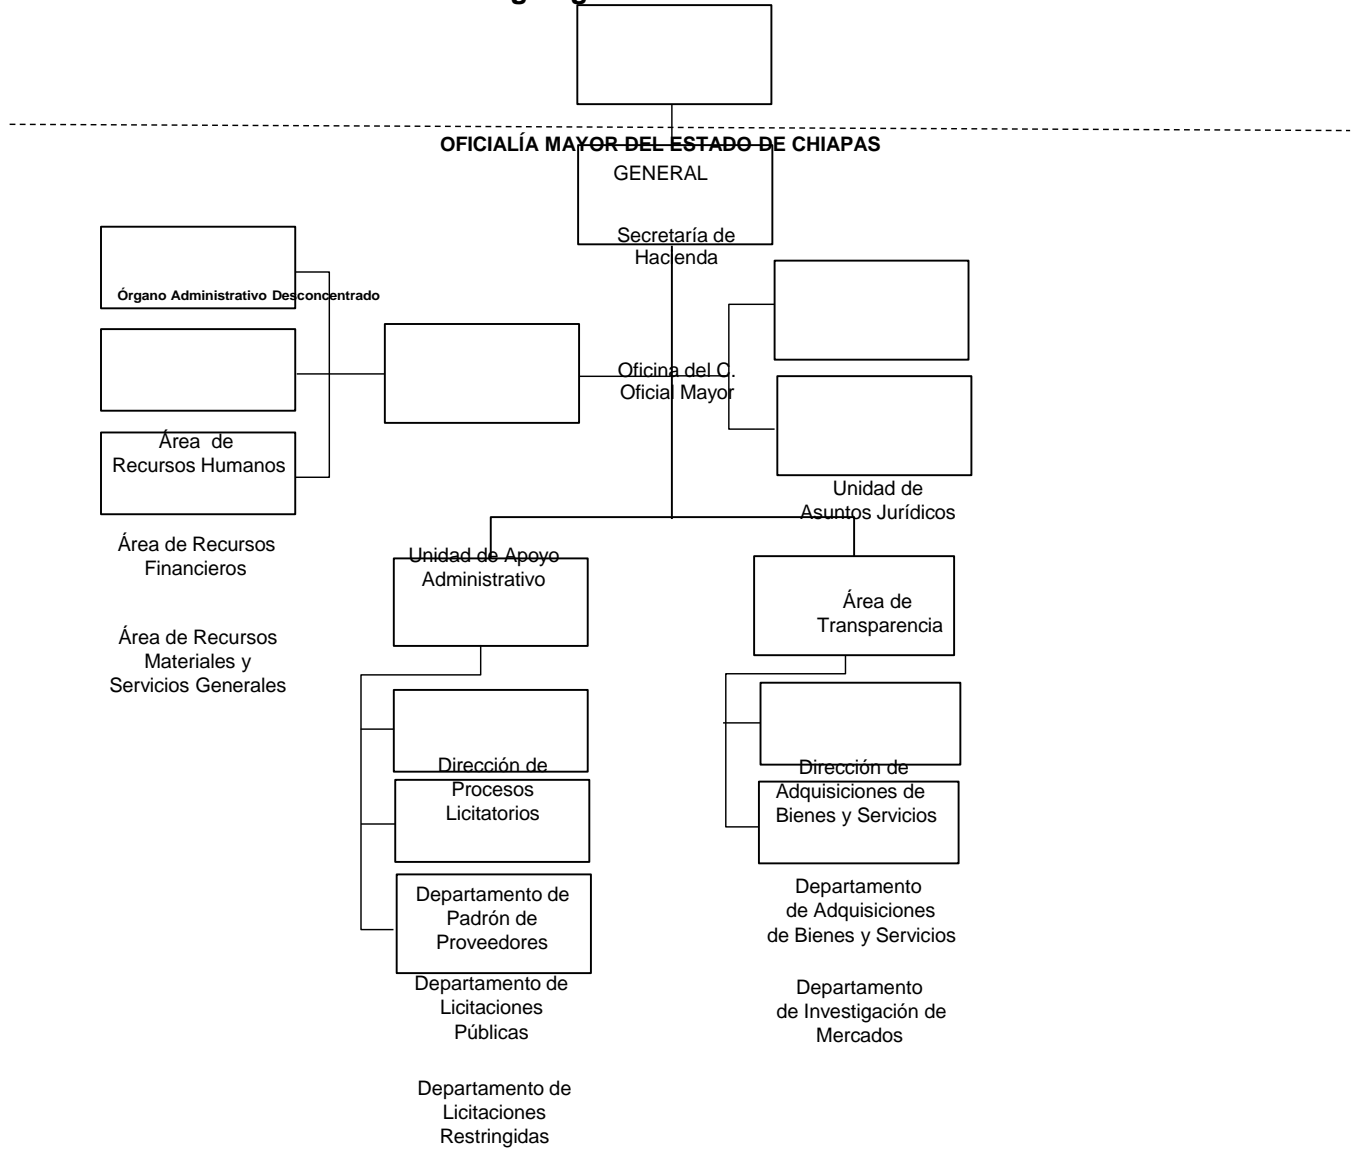 OFICIALÍA MAYOR DEL ESTADO DE CHIAPAS
GENERAL
Secretaría de
Hacienda
Órgano Administrativo Desconcentrado
Oficina del C.
Oficial Mayor
Área de
Recursos Humanos
Unidad de
Asuntos Jurídicos
Área de Recursos
Financieros
Unidad de Apoyo
Administrativo
Área de
Transparencia
Área de Recursos
Materiales y
Servicios Generales
Dirección de
Procesos
Licitatorios
Dirección de
Adquisiciones de
Bienes y Servicios
Departamento de
Padrón de
Proveedores
Departamento
de Adquisiciones
de Bienes y Servicios
Departamento de
Licitaciones
Públicas
Departamento
de Investigación de
Mercados
Departamento de
Licitaciones
Restringidas